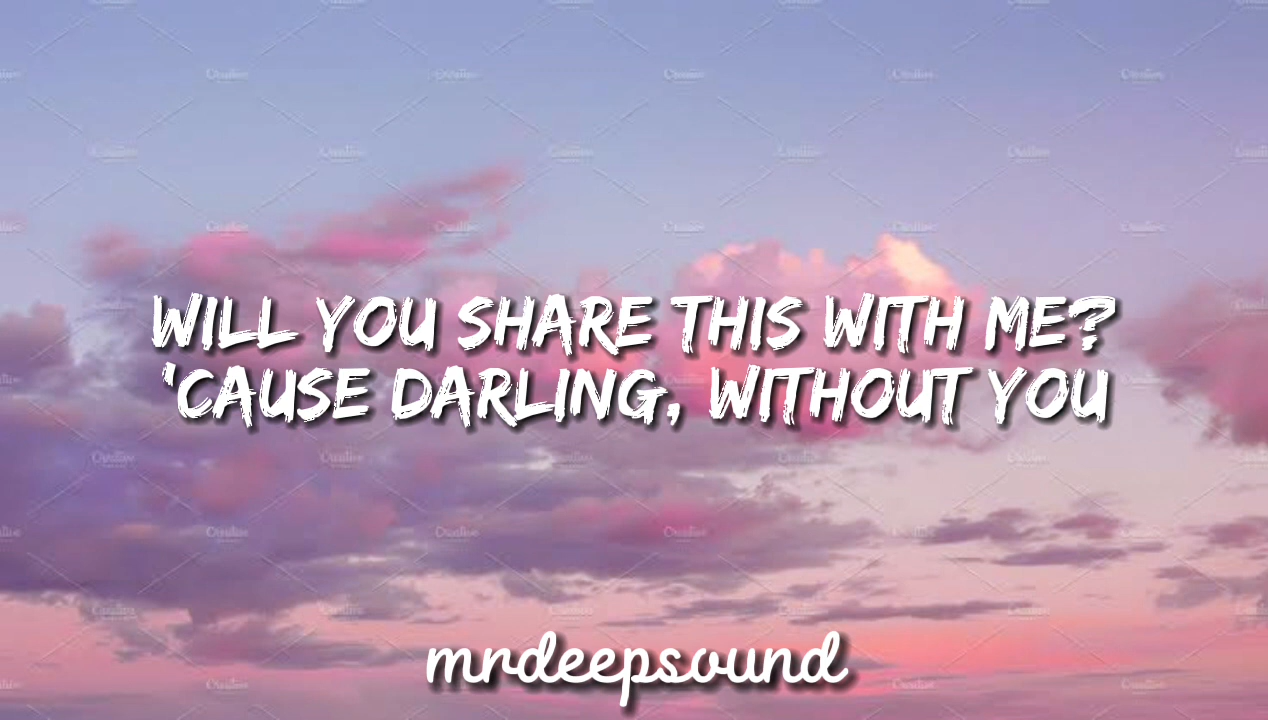 WILL YOU SHARE THIS WITH ME?
'CAUSE DARLING, WITHOUT YOU
mrdeepsound